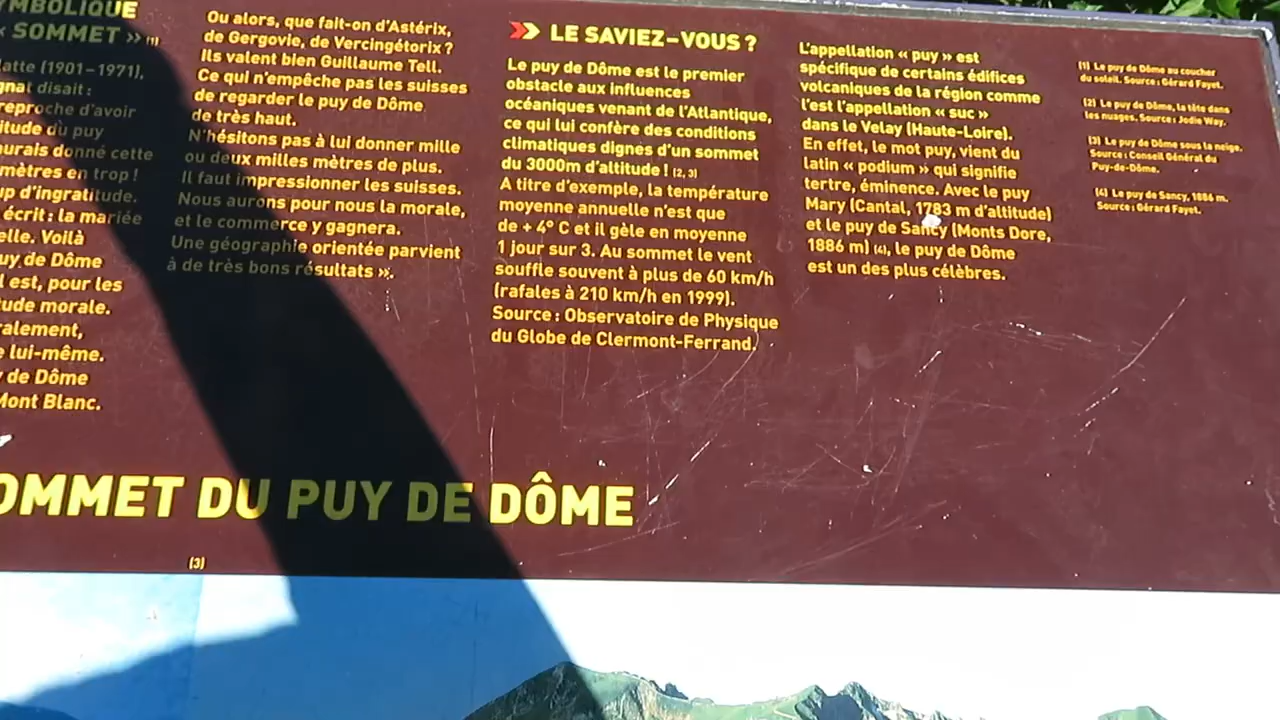 SYMBOLIQUE
« SOMMET » (1)
latte (1901-1971),
gnat disait :
reproche d'avoir
itude du puy
aurais donné cette
mètres en trop !
up d'ingratitude.
écrit : la mariée
elle. Voilà
uy de Dôme
l est, pour les
tude morale.
ralement,
e lui-même.
y de Dôme
Mont Blanc.
Ou alors, que fait-on d'Astérix,
de Gergovie, de Vercingétorix ?
Ils valent bien Guillaume Tell.
Ce qui n'empêche pas les suisses
de regarder le puy de Dôme
de très haut.
N'hésitons pas à lui donner mille
ou deux milles mètres de plus.
Il faut impressionner les suisses.
Nous aurons pour nous la morale,
et le commerce y gagnera.
Une géographie orientée parvient
à de très bons résultats ».
LE SAVIEZ-VOUS ?
Le puy de Dôme est le premier
obstacle aux influences
océaniques venant de l'Atlantique,
ce qui lui confère des conditions
climatiques dignes d'un sommet
du 3000m d'altitude ! (2, 3)
A titre d'exemple, la température
moyenne annuelle n'est que
de + 4° C et il gèle en moyenne
1 jour sur 3. Au sommet le vent
souffle souvent à plus de 60 km/h
(rafales à 210 km/h en 1999).
Source : Observatoire de Physique
du Globe de Clermont-Ferrand.
L'appellation « puy » est
spécifique de certains édifices
volcaniques de la région comme
l'est l'appellation « suc »
dans le Velay (Haute-Loire).
En effet, le mot puy, vient du
latin « podium » qui signifie
tertre, éminence. Avec le puy
Mary (Cantal, 1783 m d'altitude)
et le puy de Sancy (Monts Dore,
1886 m) (4), le puy de Dôme
est un des plus célèbres.
(1) Le puy de Dôme au coucher
du soleil. Source : Gérard Fayet.
(2) Le puy de Dôme, la tête dans
les nuages. Source : Jodie Way.
(3) Le puy de Dôme sous la neige.
Source : Conseil Général du
Puy-de-Dôme.
(4) Le puy de Sancy, 1886 m.
Source : Gérard Fayet.
OMMET DU PUY DE DÔME
(3)